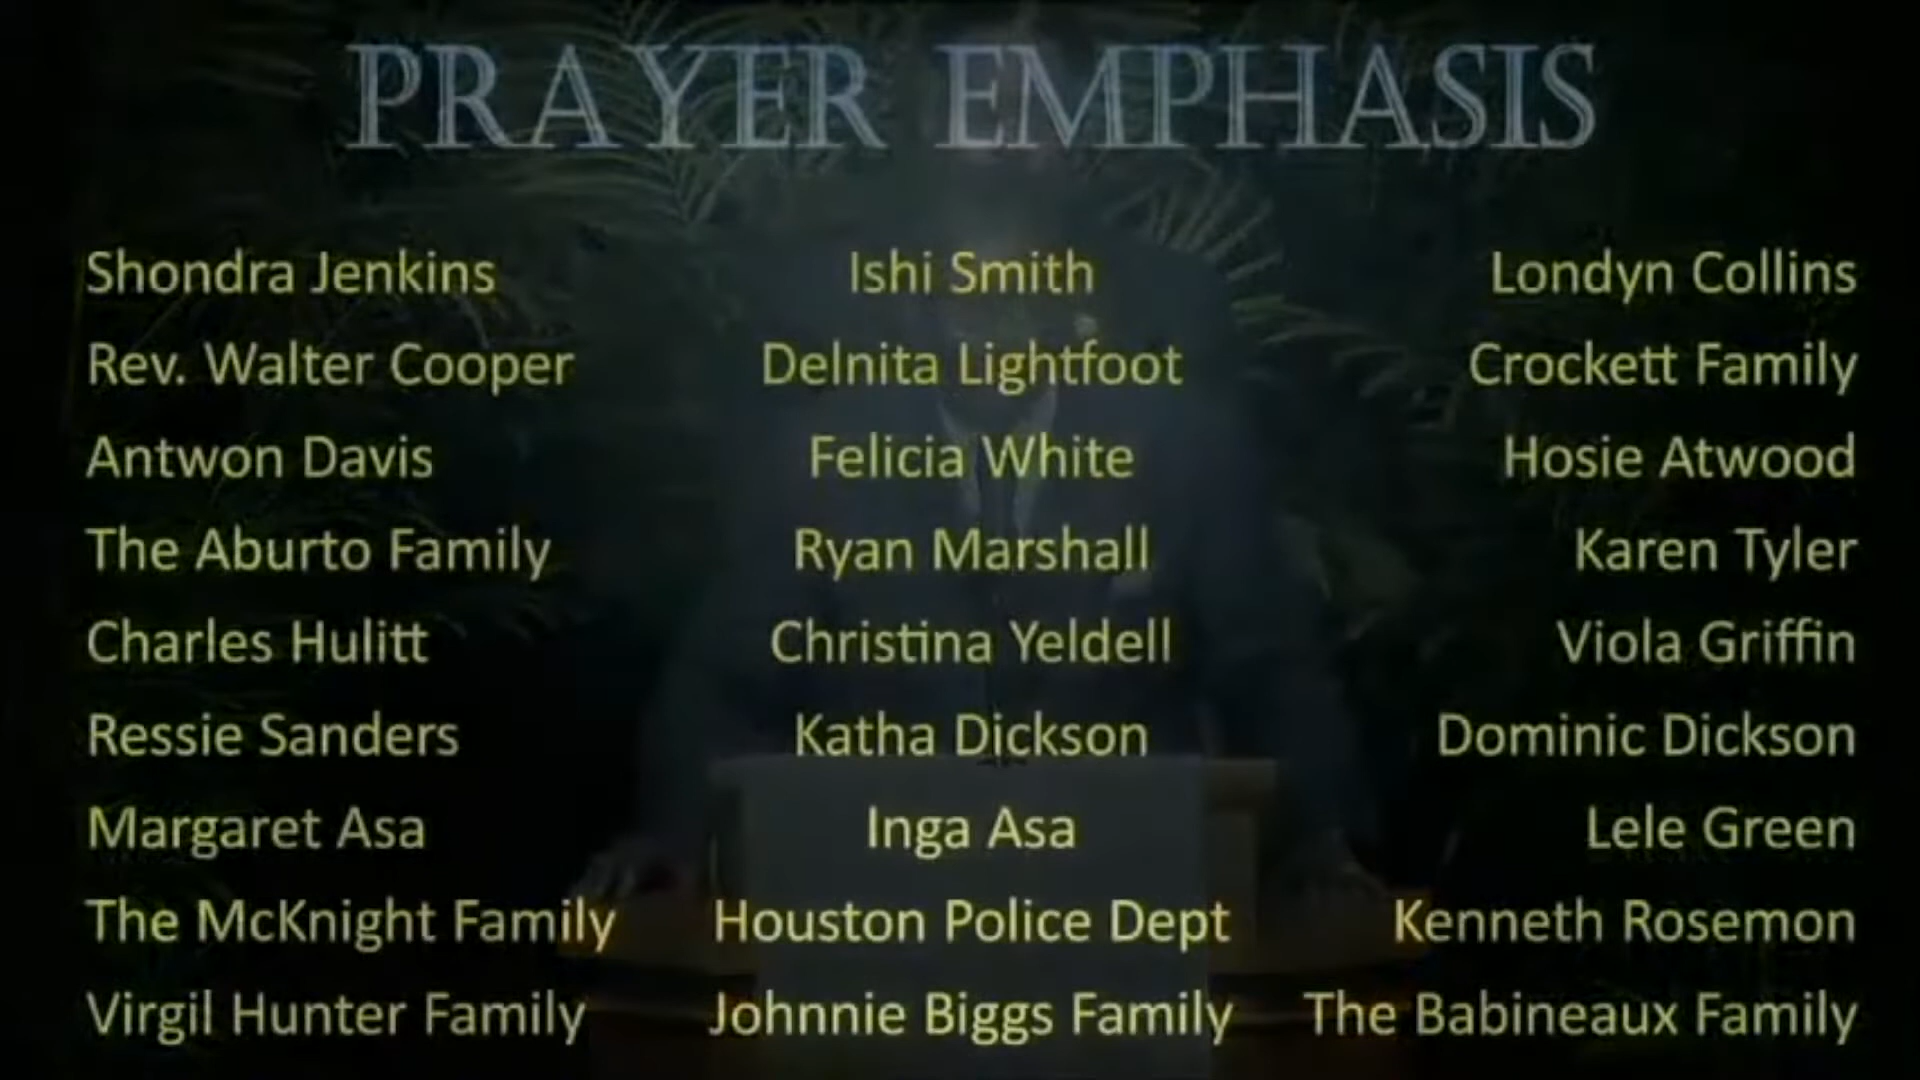 PRAYER EMPHASIS
Shondra Jenkins Ishi Smith Londyn Collins
Rev. Walter Cooper Delnita Lightfoot Crockett Family
Antwon Davis Felicia White Hosie Atwood
The Aburto Family Ryan Marshall Karen Tyler
Charles Hulitt Christina Yeldell Viola Griffin
Ressie Sanders Katha Dickson Dominic Dickson
Margaret Asa Inga Asa Lele Green
The McKnight Family Houston Police Dept Kenneth Rosemon
Virgil Hunter Family Johnnie Biggs Family The Babineaux Family